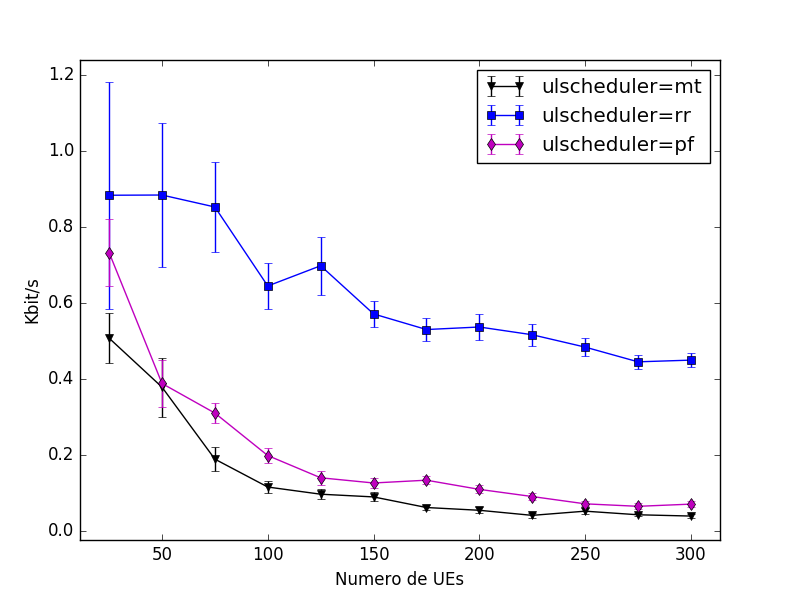 1.2
1.0
0.8
0.6
0.4
0.2
0.0
Kbit/s
ulscheduler=mt
ulscheduler=rr
ulscheduler=pf
50 100 150 200 250 300
Numero de UEs